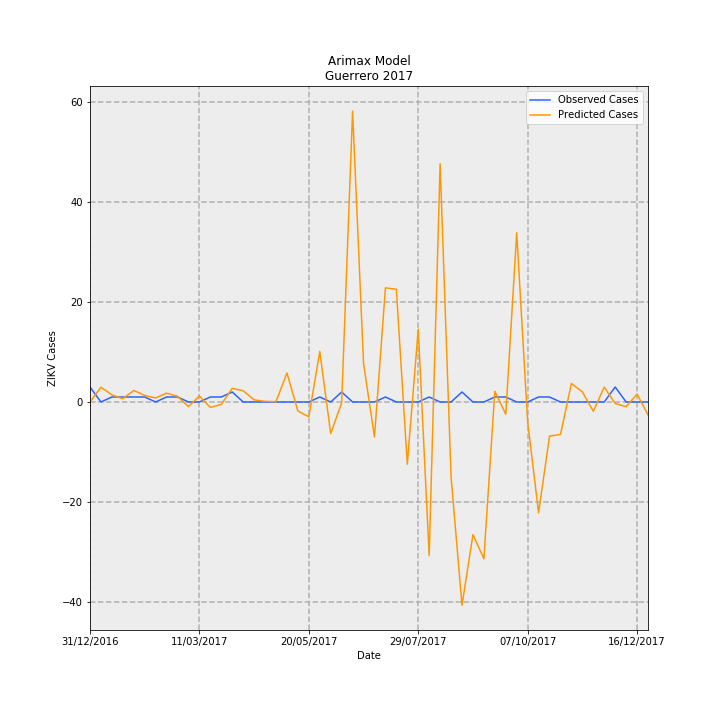 Arimax Model
Guerrero 2017
Observed Cases
Predicted Cases
60
40
20
0
−20
−40
ZIKV Cases
31/12/2016 11/03/2017 20/05/2017 29/07/2017 07/10/2017 16/12/2017
Date